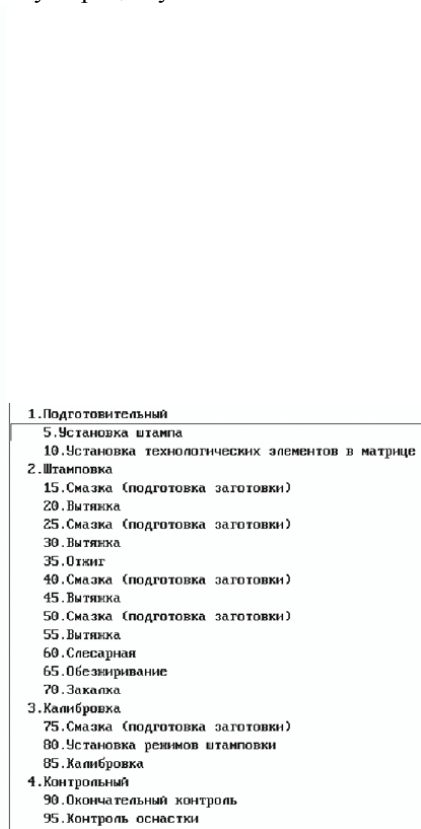 1.Подготовительный
5.Установка штампа
10.Установка технологических элементов в матрице
2.Штамповка
15.Смазка (подготовка заготовки)
20.Вытяжка
25.Смазка (подготовка заготовки)
30.Вытяжка
35.Отжиг
40.Смазка (подготовка заготовки)
45.Вытяжка
50.Смазка (подготовка заготовки)
55.Вытяжка
60.Слесарная
65.Обезжиривание
70.Закалка
3.Калибровка
75.Смазка (подготовка заготовки)
80.Установка режимов штамповки
85.Калибровка
4.Контрольный
90.Окончательный контроль
95.Контроль оснастки